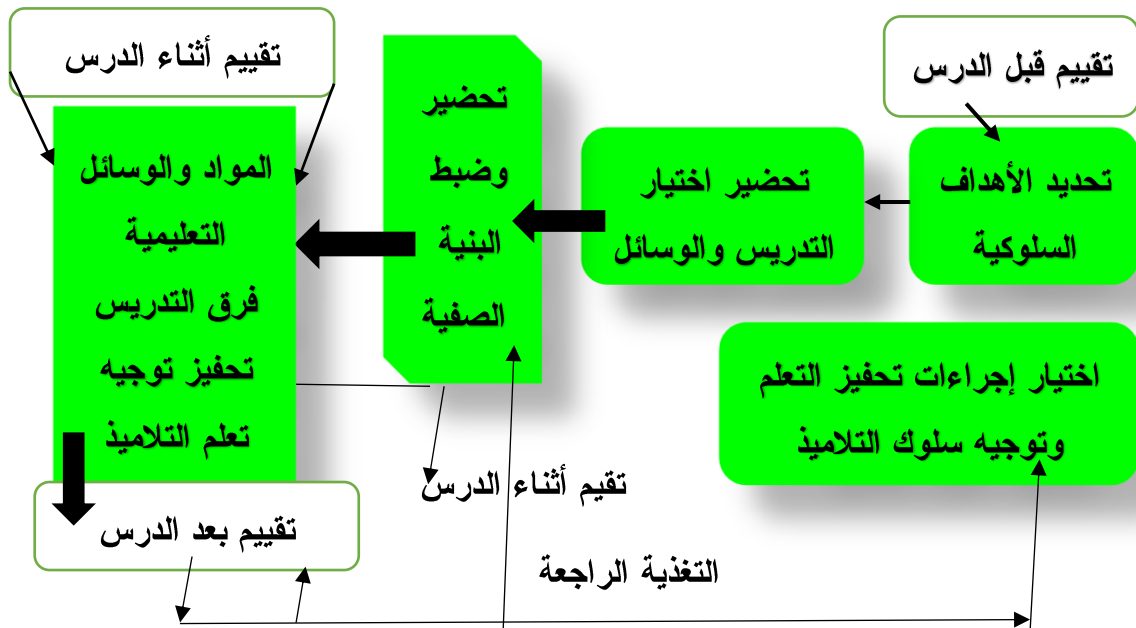 تقييم قبل الدرس
تحديد الأهداف
السلوكية
تحضير اختيار
التدريس والوسائل
تحضير
وضبط
البنية
الصفية
تقييم أثناء الدرس
المواد والوسائل
التعليمية
فرق التدريس
تحفيز توجيه
تعلم التلاميذ
اختيار إجراءات تحفيز التعلم
وتوجيه سلوك التلاميذ
تقيم أثناء الدرس
تقييم بعد الدرس
التغذية الراجعة